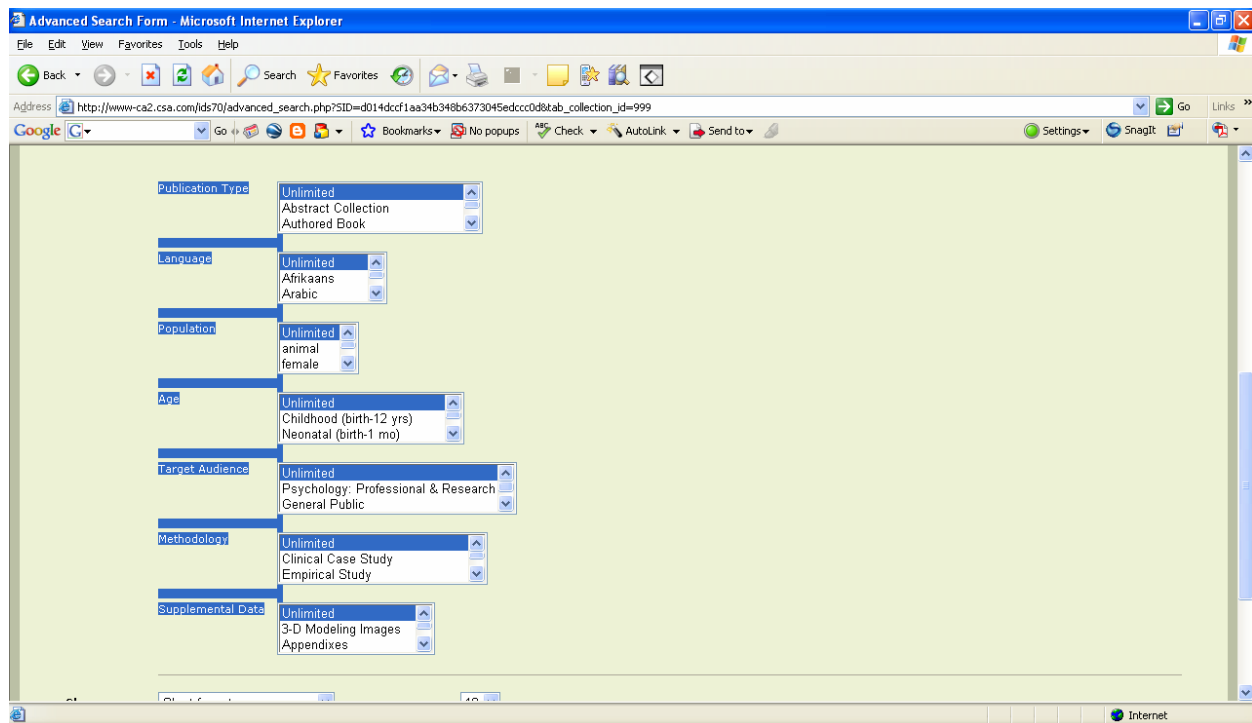 Advanced Search Form - Microsoft Internet Explorer
File Edit View Favorites Tools Help
Back Search Favorites
Address http://www-ca2.csa.com/ids70/advanced_search.php?SID=d014dccf1aa34b348b6373045edccc0d&tab_collection_id=999 Go Links »
Google G Go Bookmarks No popups ABC Check AutoLink Send to Settings SnagIt
Publication Type Unlimited
Abstract Collection
Authored Book
Language Unlimited
Afrikaans
Arabic
Population Unlimited
animal
female
Age Unlimited
Childhood (birth-12 yrs)
Neonatal (birth-1 mo)
Target Audience Unlimited
Psychology: Professional & Research
General Public
Methodology Unlimited
Clinical Case Study
Empirical Study
Supplemental Data Unlimited
3-D Modeling Images
Appendixes
Internet